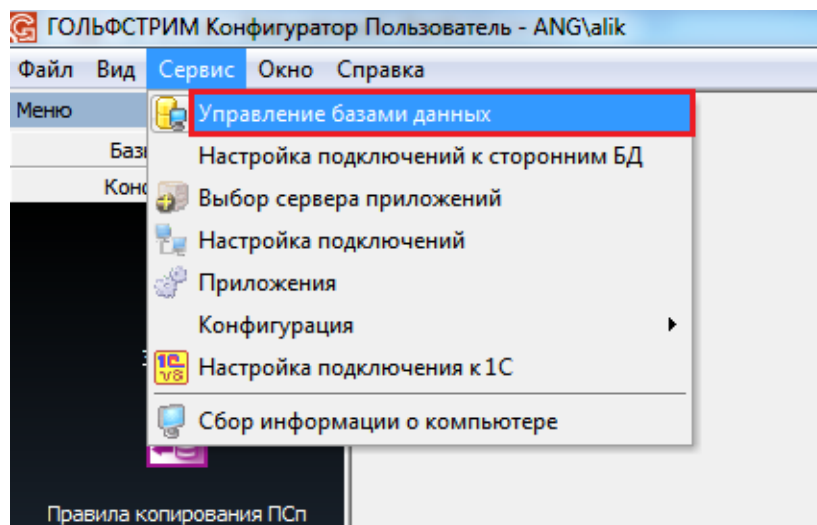 ГОЛЬФСТРИМ Конфигуратор Пользователь - ANG\alik
Файл Вид Сервис Окно Справка
Меню
Управление базами данных
Настройка подключений к сторонним БД
Выбор сервера приложений
Настройка подключений
Приложения
Конфигурация
Настройка подключения к 1С
Сбор информации о компьютере
Правила копирования ПСп